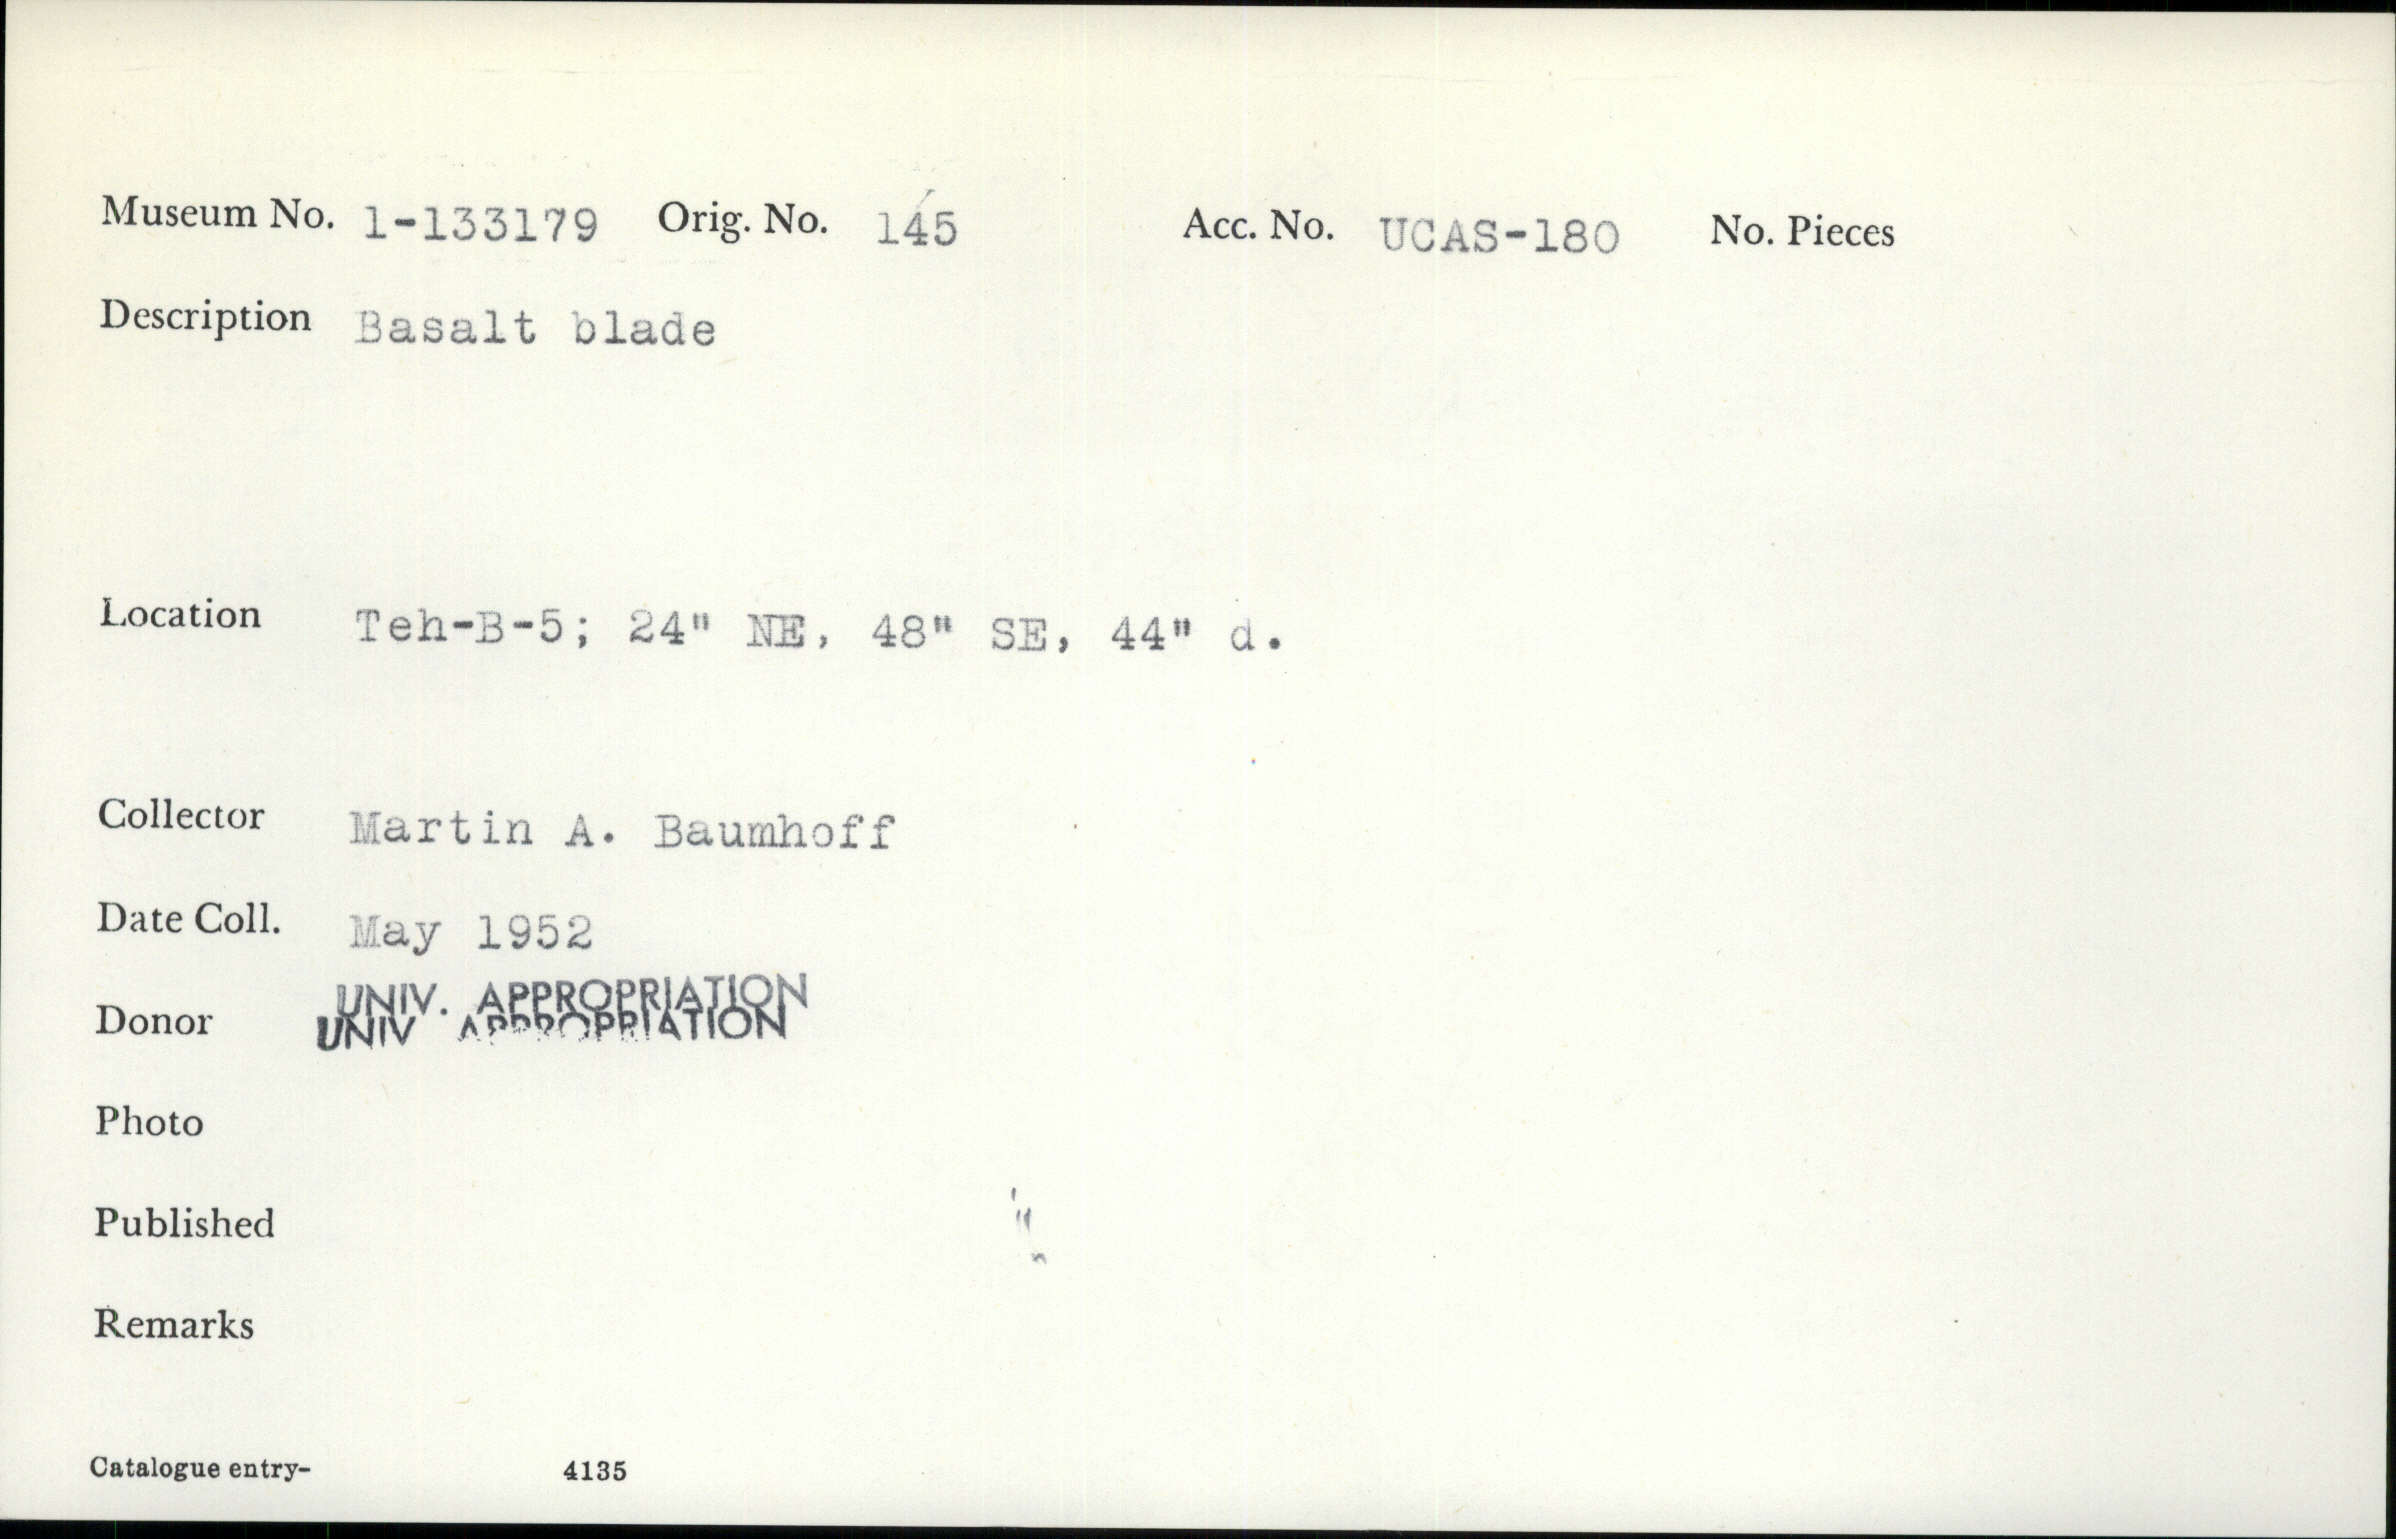 Museum No. 1-133179 Orig. No. 145 Acc. No. UCAS-180 No. Pieces
Description Basalt blade
Location Teh-B-5; 24" NE, 48" SE, 44" d.
Collector Martin A. Baumhoff
Date Coll. May 1952
UNIV. APPROPRIATION
Donor UNIV APPROPRIATION
Photo
Published
Remarks
Catalogue entry- 4135